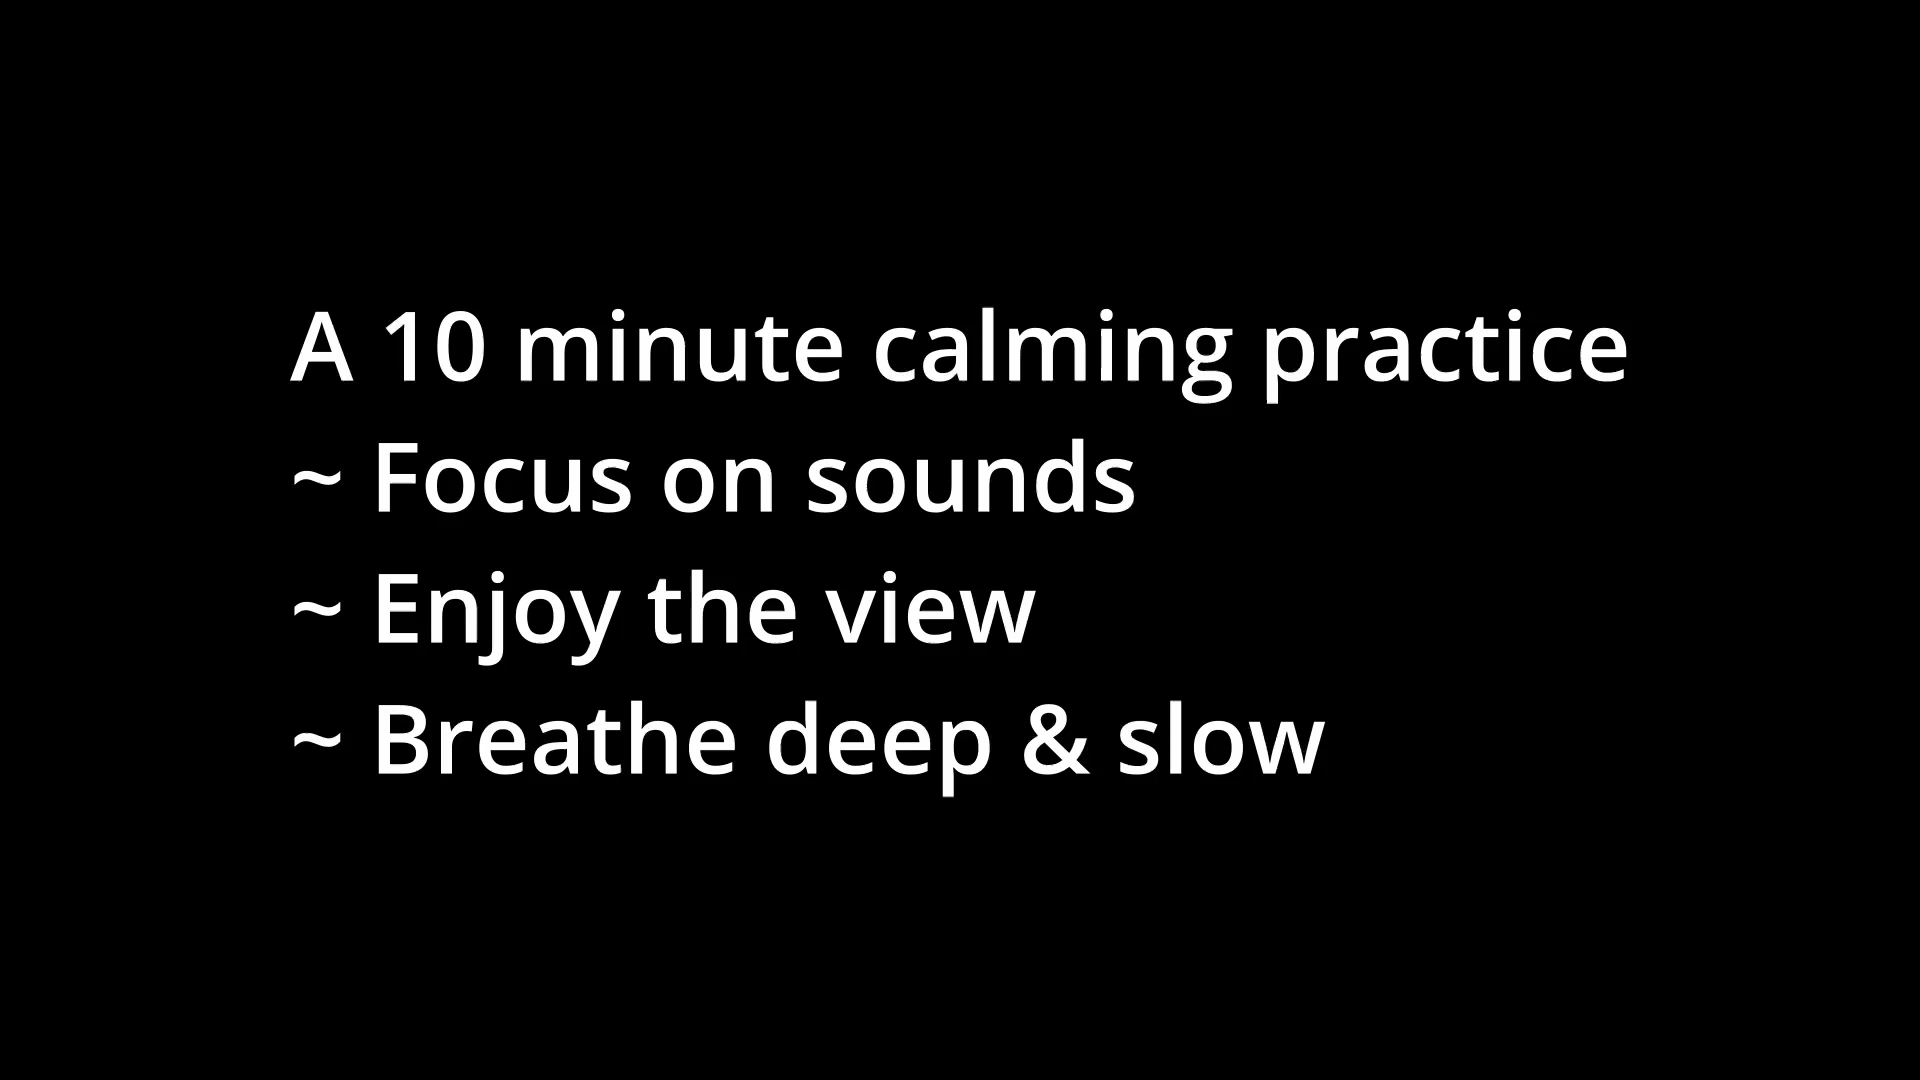 A 10 minute calming practice
~ Focus on sounds
~ Enjoy the view
~ Breathe deep & slow